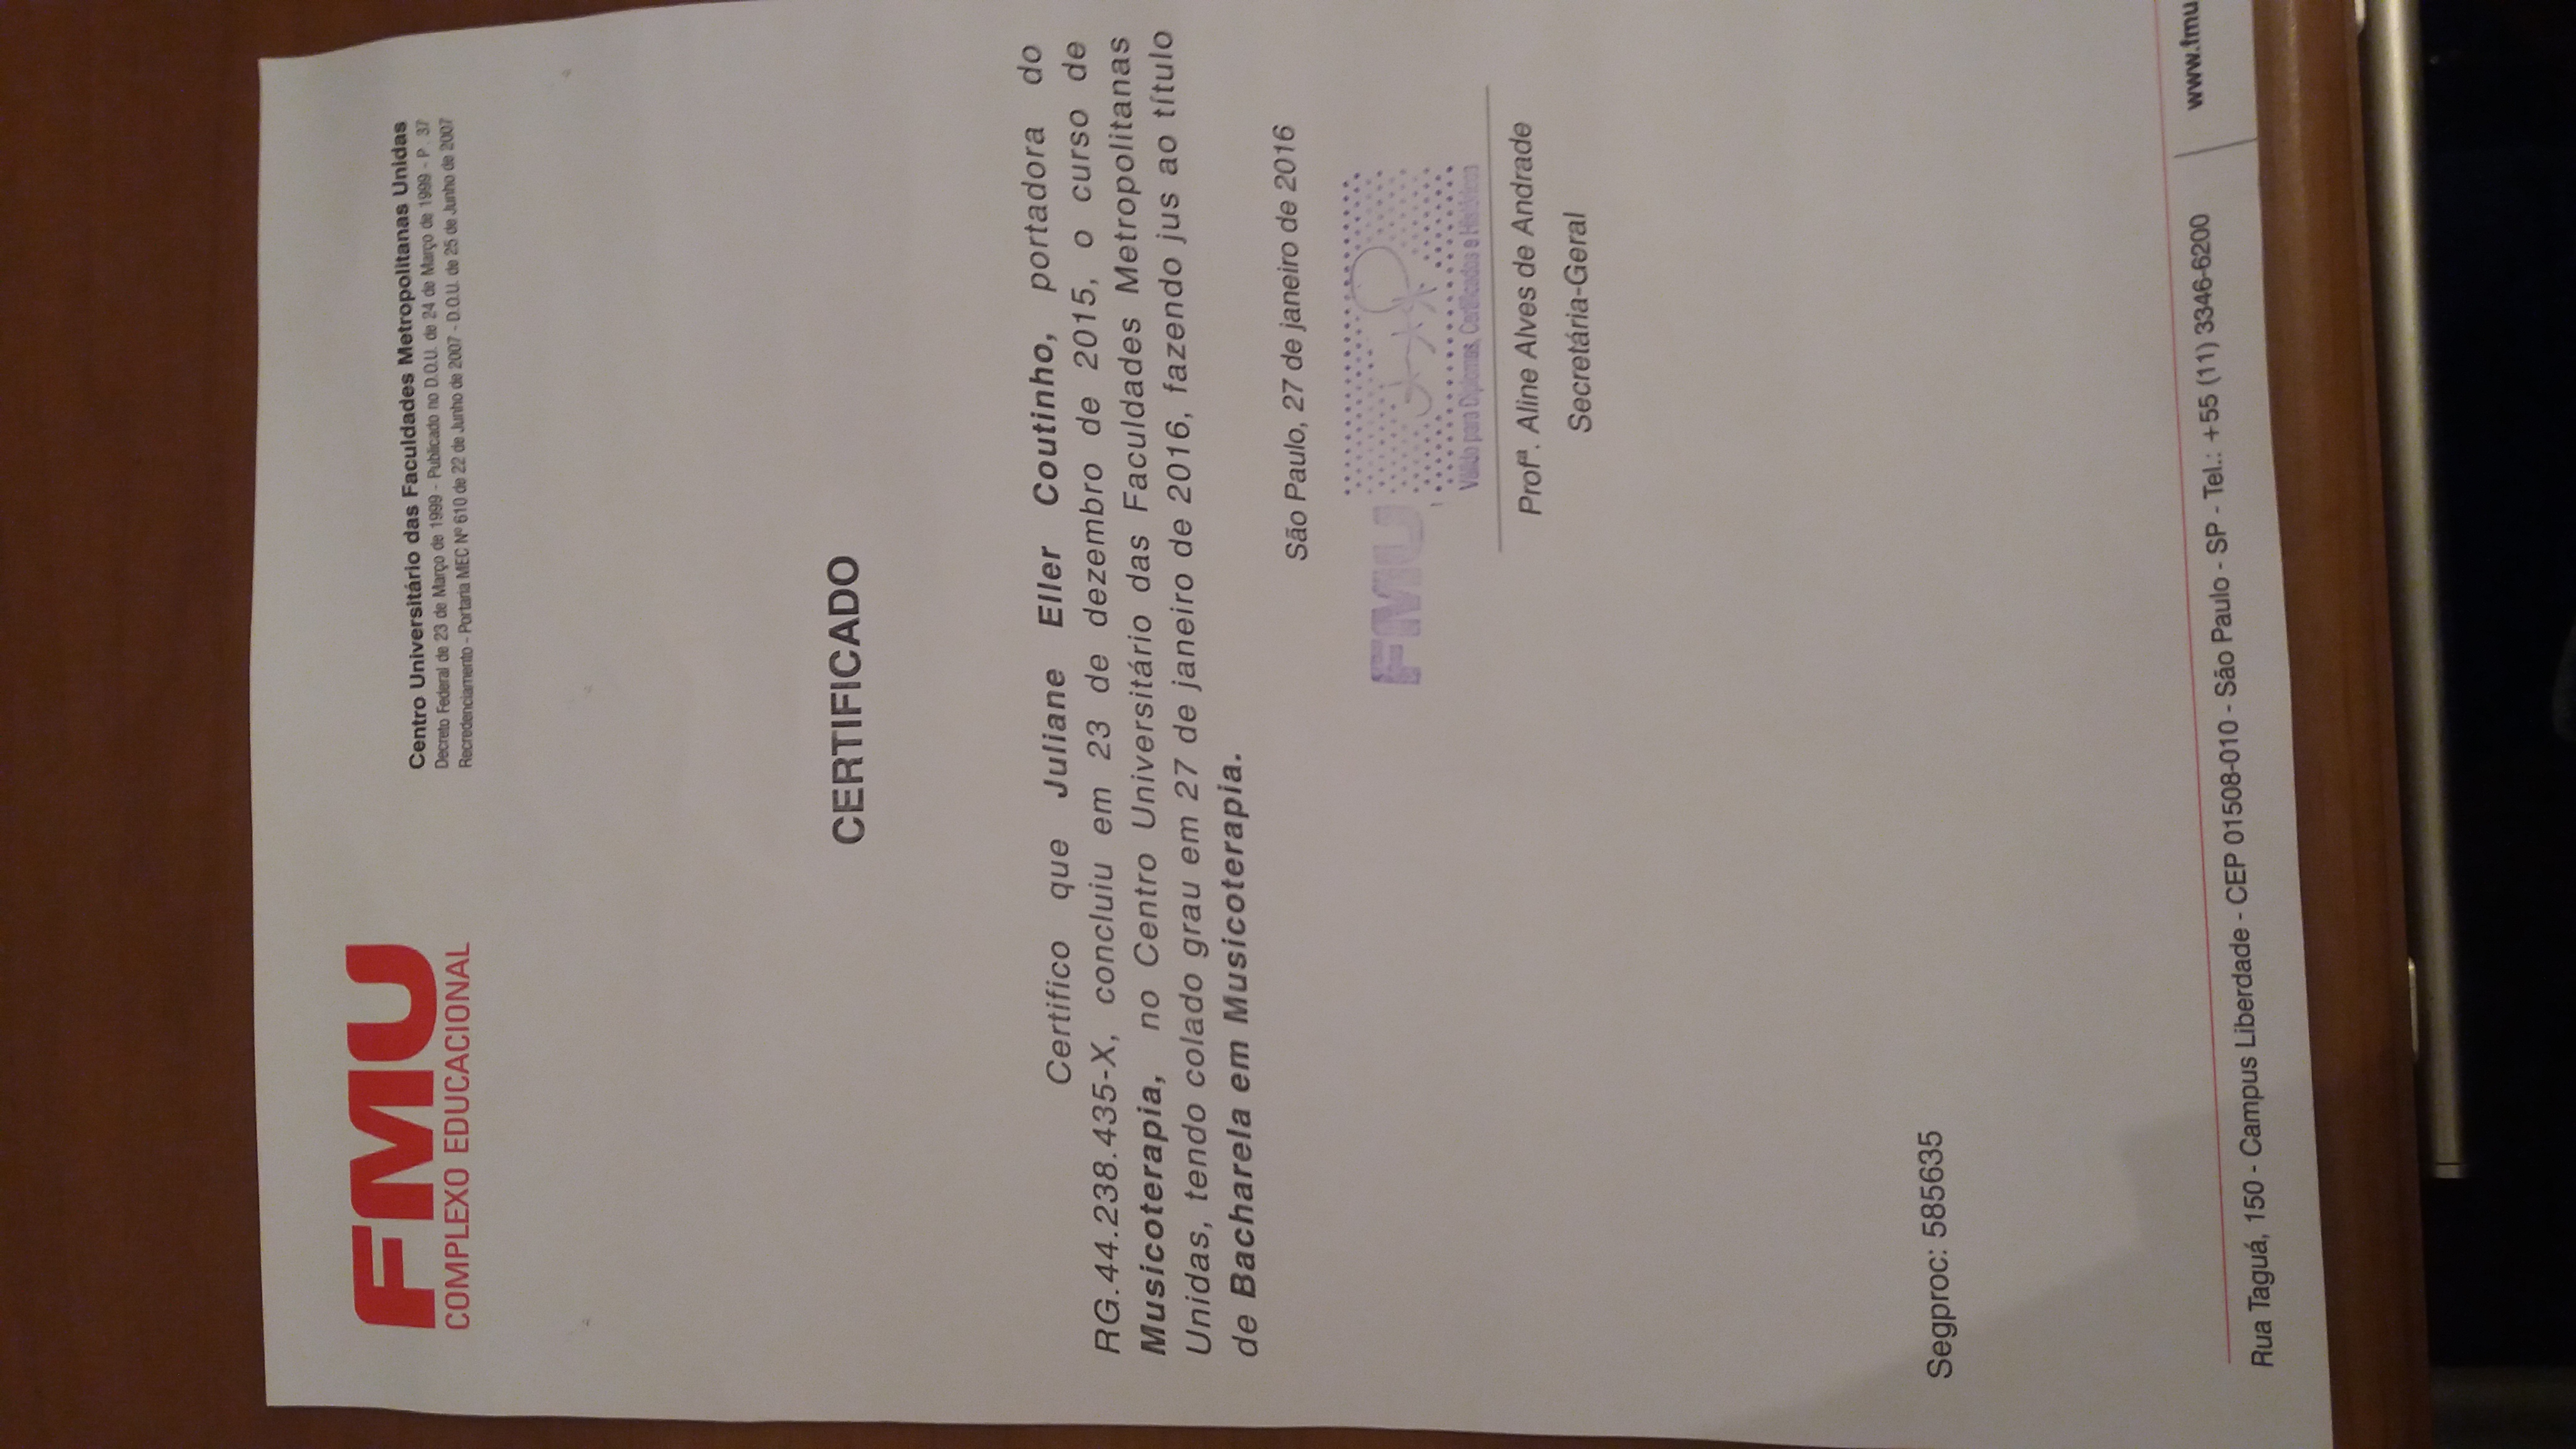 FMU
COMPLEXO EDUCACIONAL
Centro Universitário das Faculdades Metropolitanas Unidas
Decreto Federal de 23 de Março de 1999 - Publicado no D.O.U. de 24 de Março de 1999 - P. 37
Recredenciamento - Portaria MEC Nº 610 de 22 de Junho de 2007 - D.O.U. de 25 de Junho de 2007
CERTIFICADO
Certifico que Juliane Eller Coutinho, portadora do
RG.44.238.435-X, concluiu em 23 de dezembro de 2015, o curso de
Musicoterapia, no Centro Universitário das Faculdades Metropolitanas
Unidas, tendo colado grau em 27 de janeiro de 2016, fazendo jus ao título
de Bacharela em Musicoterapia.
São Paulo, 27 de janeiro de 2016
FMU
Válido para Diplomas, Certificados e Históricos
Profª. Aline Alves de Andrade
Secretária-Geral
Segproc: 585635
Rua Taguá, 150 - Campus Liberdade - CEP 01508-010 - São Paulo - SP - Tel.: +55 (11) 3346-6200
www.fmu